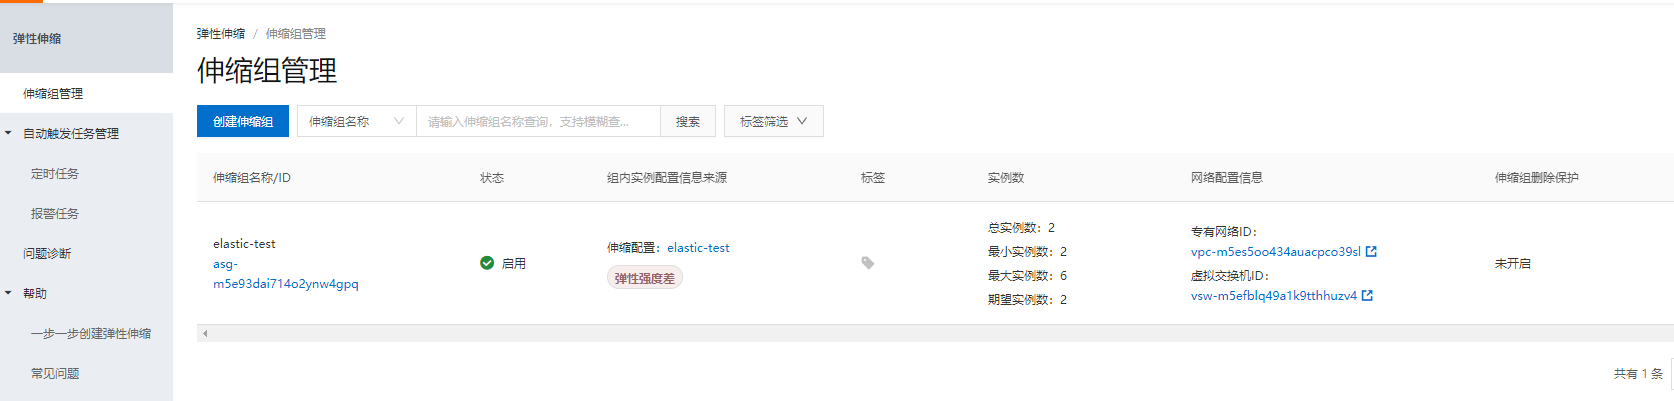 弹性伸缩
伸缩组管理
自动触发任务管理
定时任务
报警任务
问题诊断
帮助
一步一步创建弹性伸缩
常见问题
弹性伸缩 / 伸缩组管理
伸缩组管理
创建伸缩组 伸缩组名称 请输入伸缩组名称查询，支持模糊查... 搜索 标签筛选
伸缩组名称/ID 状态 组内实例配置信息来源 标签 实例数 网络配置信息 伸缩组删除保护
elastic-test
asg-
m5e93dai714o2ynw4gpq
启用
伸缩配置：elastic-test
弹性强度差
总实例数：2
最小实例数：2
最大实例数：6
期望实例数：2
专有网络ID：
vpc-m5es5oo434auacpco39sl
虚拟交换机ID：
vsw-m5efblq49a1k9tthhuzv4
未开启
共有 1 条